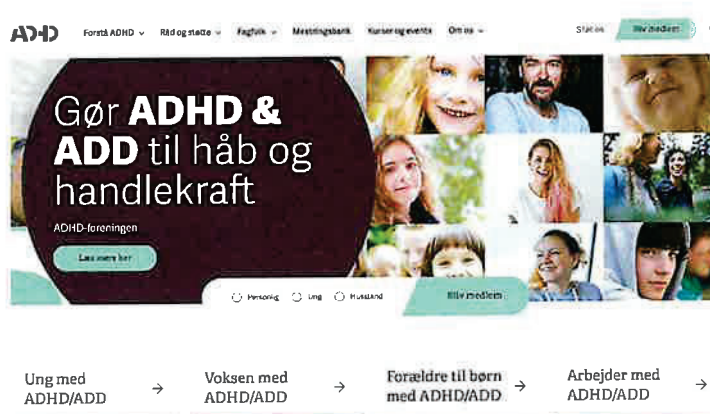 ADHD
Forstå ADHD
Råd og støtte
Fagfolk
Mestringsbank
Kurser og events
Om os
Støt os
Bliv medlem
Gør ADHD &
ADD til håb og
handlekraft
ADHD-foreningen
Læs mere her
Personlig
Ung
Husstand
Bliv medlem
Ung med
ADHD/ADD
Voksen med
ADHD/ADD
Forældre til børn
med ADHD/ADD
Arbejder med
ADHD/ADD